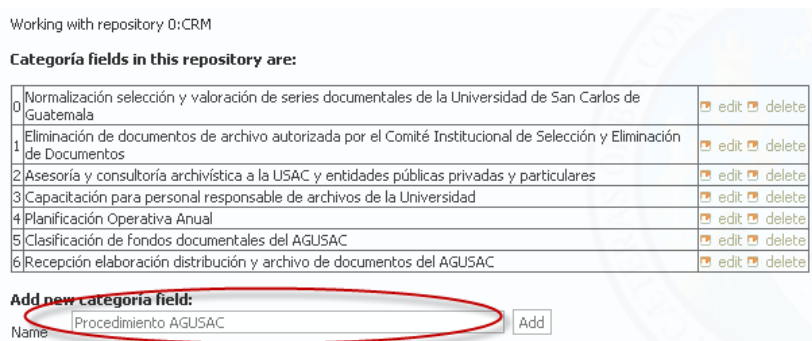 Working with repository 0:CRM
Categoría fields in this repository are:
0 Normalización selección y valoración de series documentales de la Universidad de San Carlos de
Guatemala edit delete
1 Eliminación de documentos de archivo autorizada por el Comité Institucional de Selección y Eliminación
de Documentos edit delete
2 Asesoría y consultoría archivística a la USAC y entidades públicas privadas y particulares edit delete
3 Capacitación para personal responsable de archivos de la Universidad edit delete
4 Planificación Operativa Anual edit delete
5 Clasificación de fondos documentales del AGUSAC edit delete
6 Recepción elaboración distribución y archivo de documentos del AGUSAC edit delete
Add new categoría field:
Name Procedimiento AGUSAC Add